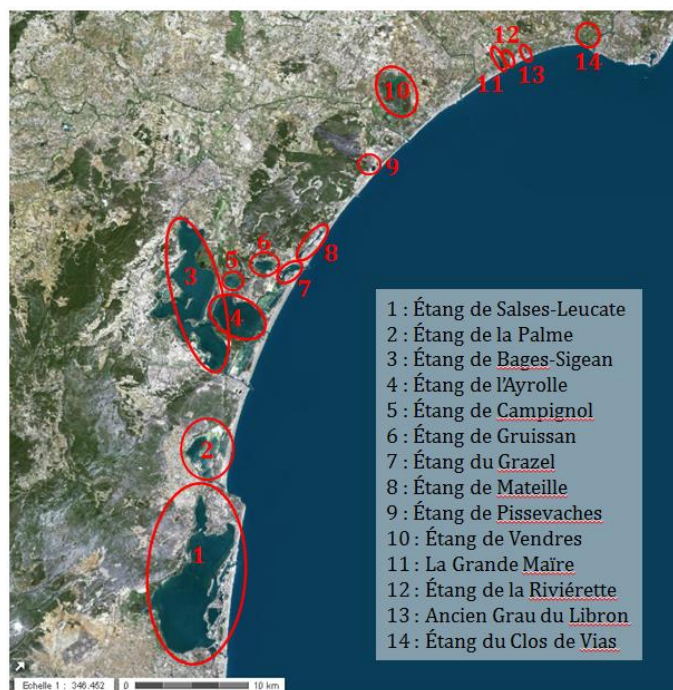 12
14
11
13
10
9
8
6
7
5
3
4
2
1
1 : Étang de Salses-Leucate
2 : Étang de la Palme
3 : Étang de Bages-Sigean
4 : Étang de l'Ayrolle
5 : Étang de Campignol
6 : Étang de Gruissan
7 : Étang du Grazel
8 : Étang de Mateille
9 : Étang de Pissevaches
10 : Étang de Vendres
11 : La Grande Maïre
12 : Étang de la Riviérette
13 : Ancien Grau du Libron
14 : Étang du Clos de Vias
Echelle 1 : 346.452 0 10 km